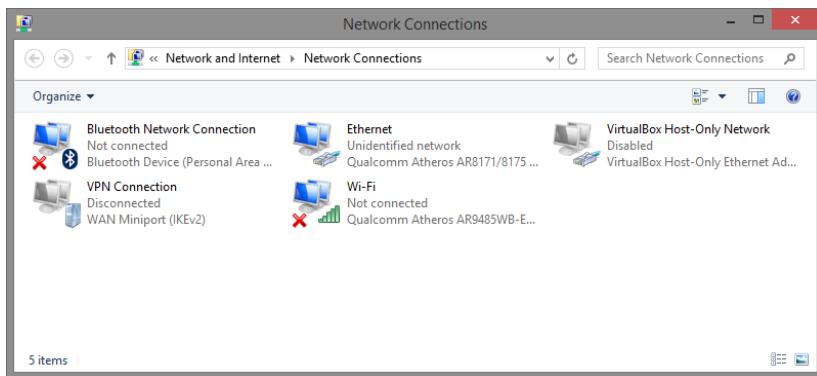 Network Connections
« Network and Internet Network Connections
Search Network Connections
Organize
Bluetooth Network Connection
Not connected
Bluetooth Device (Personal Area ...
Ethernet
Unidentified network
Qualcomm Atheros AR8171/8175 ...
VirtualBox Host-Only Network
Disabled
VirtualBox Host-Only Ethernet Ad...
VPN Connection
Disconnected
WAN Miniport (IKEv2)
Wi-Fi
Not connected
Qualcomm Atheros AR9485WB-E...
5 items